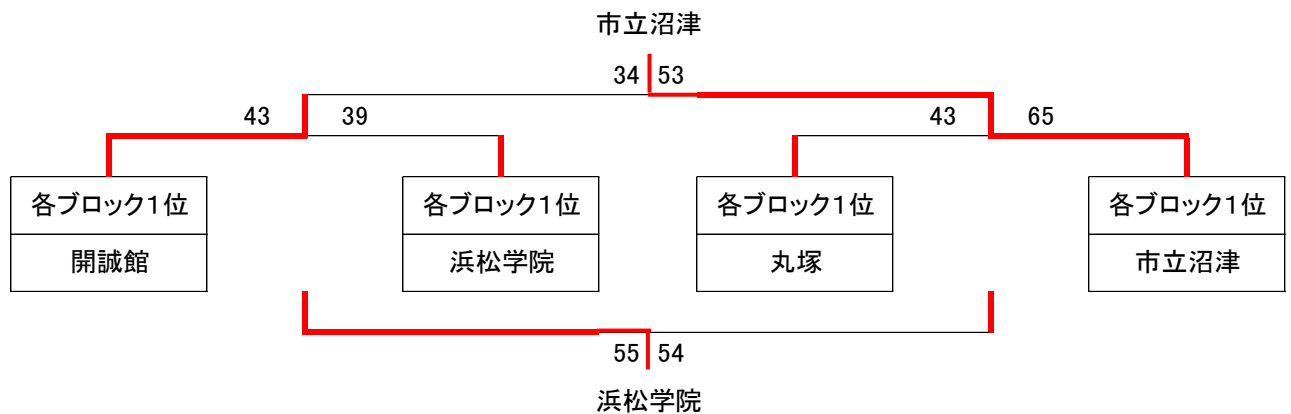 市立沼津
34 53
43 39 43 65
各ブロック1位 各ブロック1位 各ブロック1位 各ブロック1位
開誠館 浜松学院 丸塚 市立沼津
55 54
浜松学院